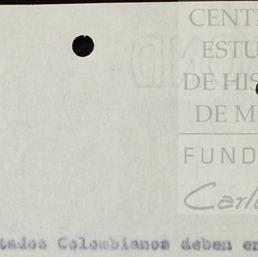 CENT
ESTU
DE HIS
DE M
FUND
Carl
tados Colombianos deben en